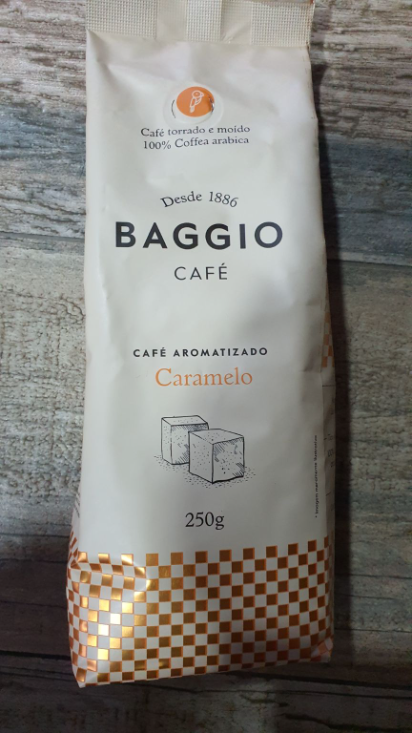 Café torrado e moído
100% Coffea arabica
Desde 1886
BAGGIO
CAFÉ
CAFÉ AROMATIZADO
Caramelo
250g